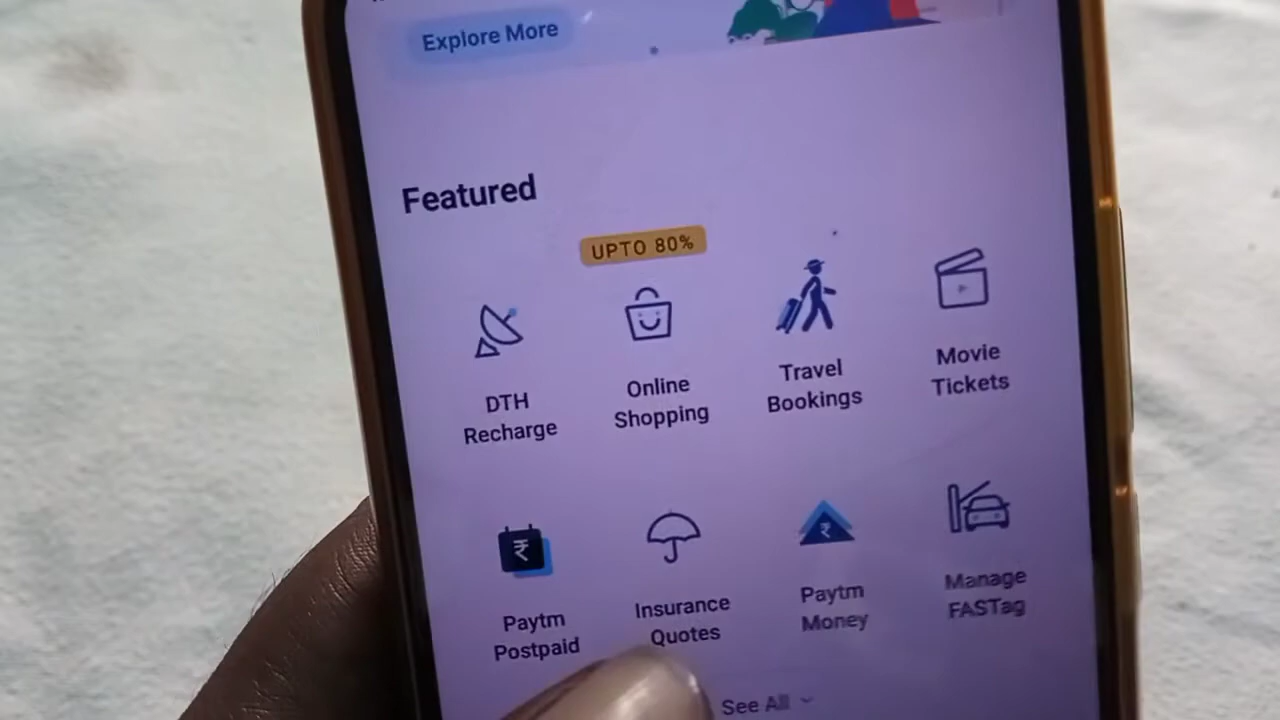 Explore More
Featured
UPTO 80%
DTH
Recharge
Online
Shopping
Travel
Bookings
Movie
Tickets
₹
Paytm
Postpaid
Insurance
Quotes
₹
Paytm
Money
Manage
FASTag
See All